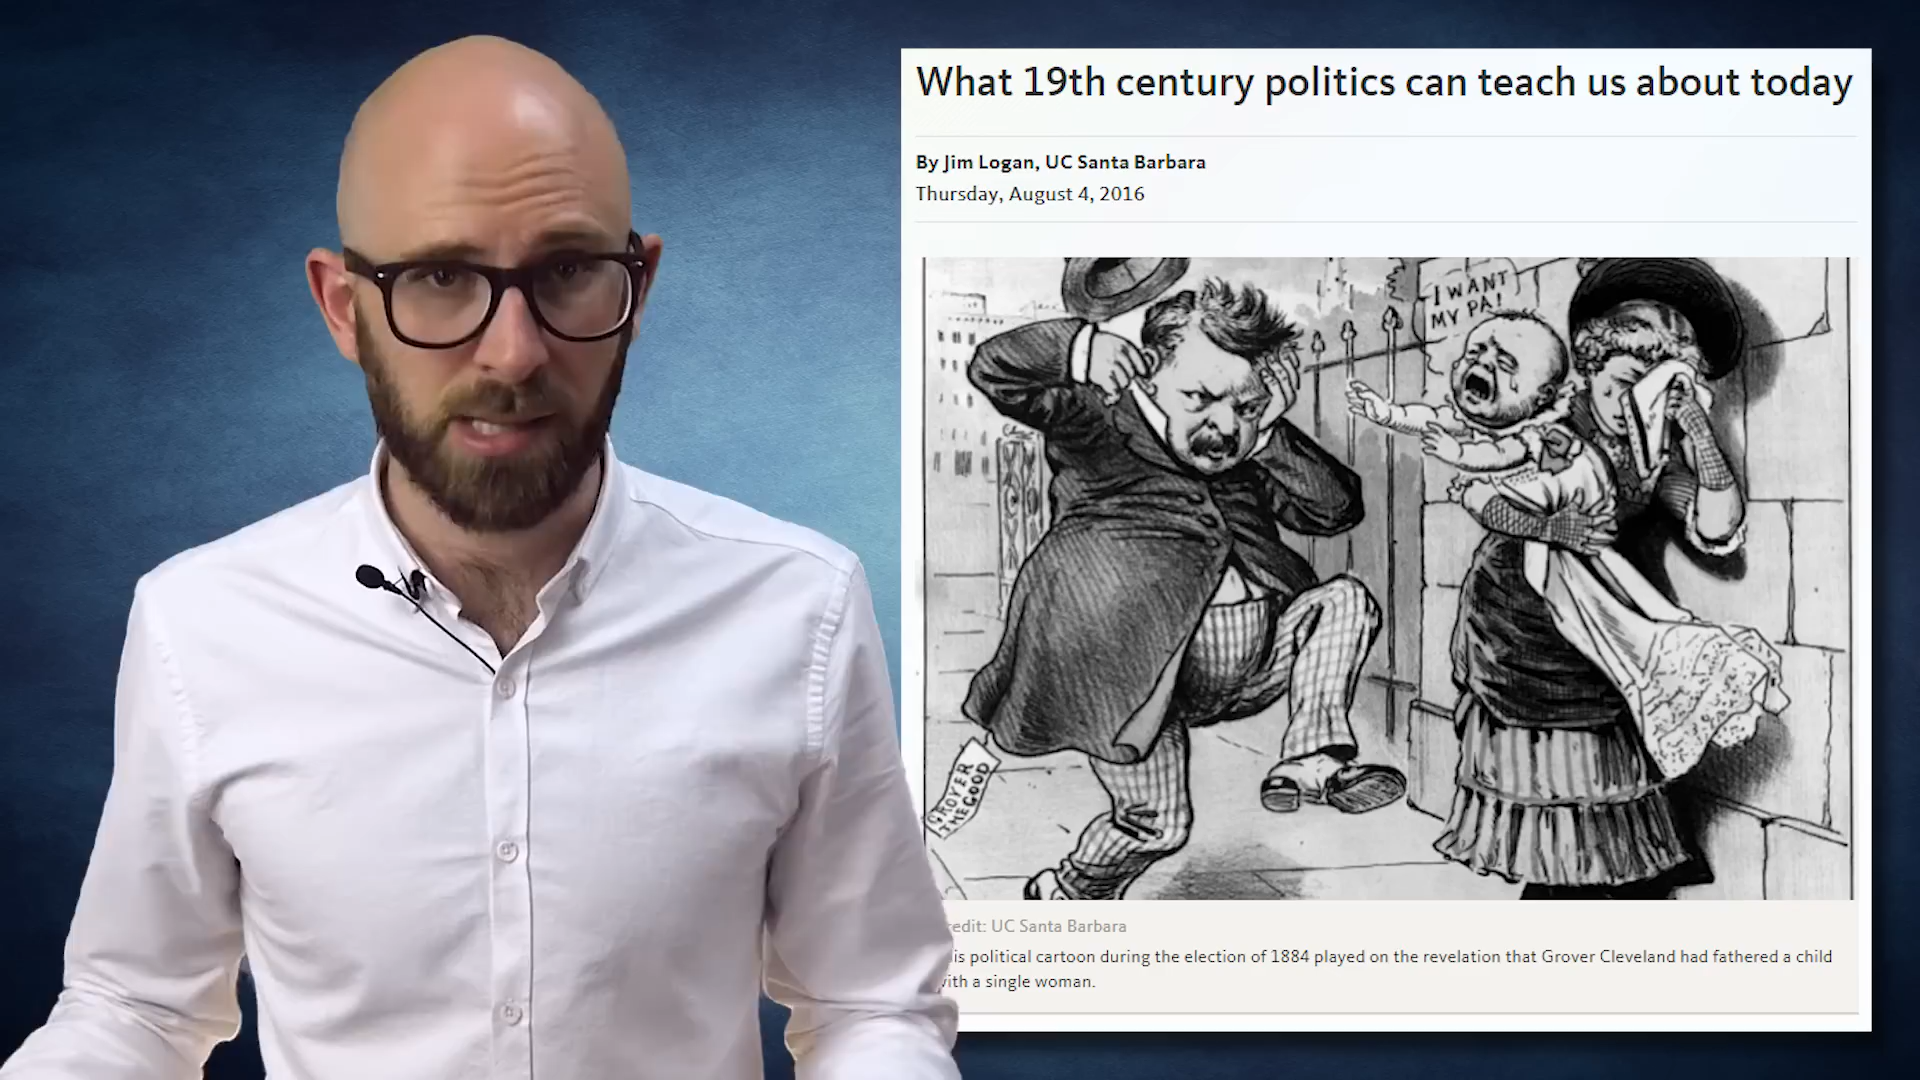 What 19th century politics can teach us about today
By Jim Logan, UC Santa Barbara
Thursday, August 4, 2016
I WANT
MY PA!
GROVER
THE GOOD
edit: UC Santa Barbara
is political cartoon during the election of 1884 played on the revelation that Grover Cleveland had fathered a child
with a single woman.